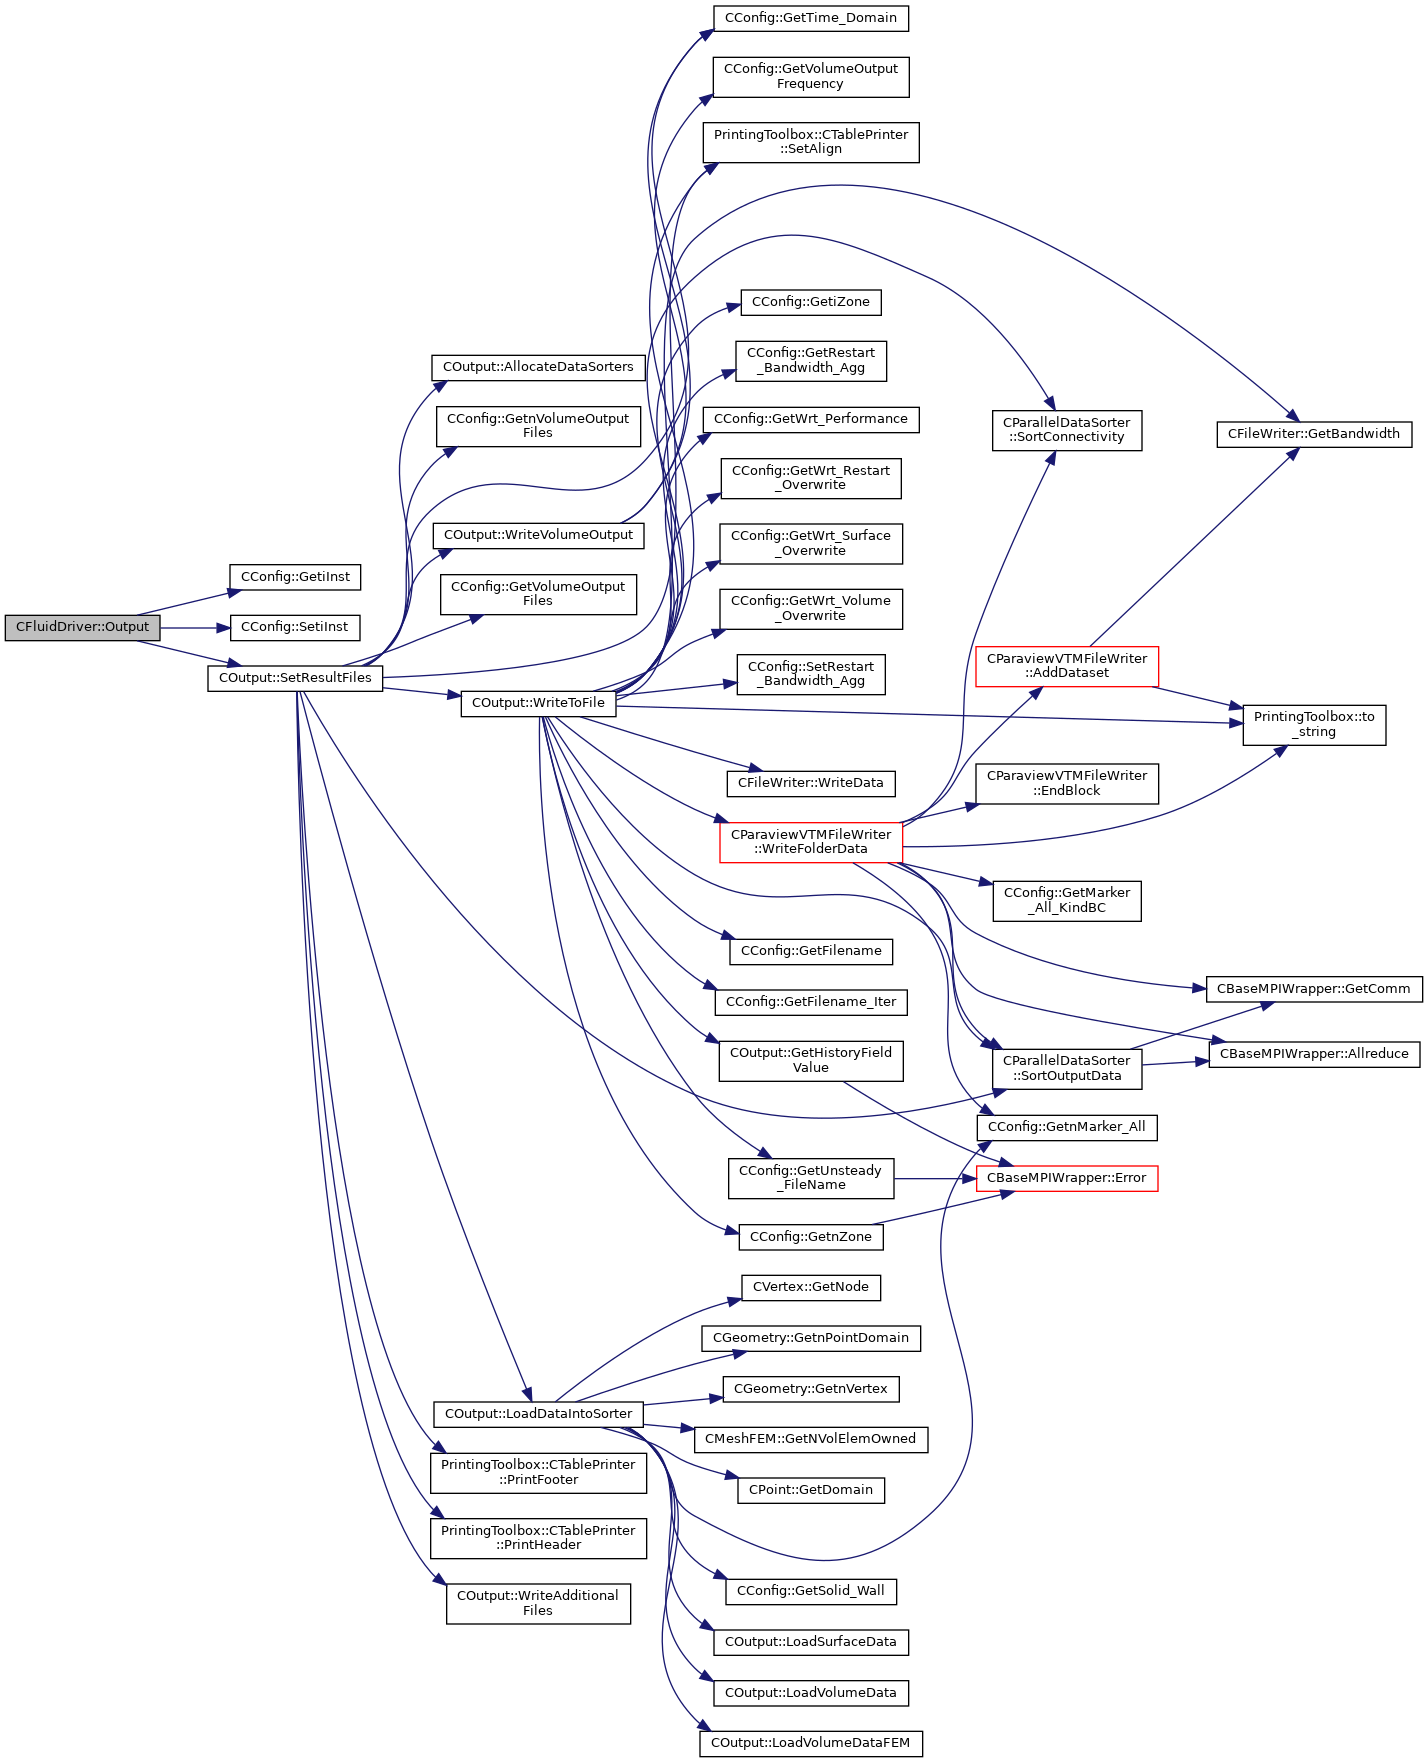 CConfig::GetTime_Domain
CConfig::GetVolumeOutput
Frequency
PrintingToolbox::CTablePrinter
::SetAlign
CConfig::GetiZone
CConfig::GetRestart
_Bandwidth_Agg
COutput::AllocateDataSorters
CConfig::GetnVolumeOutput
Files
CConfig::GetWrt_Performance
CParallelDataSorter
::SortConnectivity
CFileWriter::GetBandwidth
CConfig::GetWrt_Restart
_Overwrite
COutput::WriteVolumeOutput
CConfig::GetWrt_Surface
_Overwrite
CConfig::GetiInst
CConfig::GetVolumeOutput
Files
CConfig::GetWrt_Volume
_Overwrite
CFluidDriver::Output
CConfig::SetiInst
COutput::SetResultFiles
CConfig::SetRestart
_Bandwidth_Agg
CParaviewVTMFileWriter
::AddDataset
COutput::WriteToFile
PrintingToolbox::to
_string
CFileWriter::WriteData
CParaviewVTMFileWriter
::EndBlock
CParaviewVTMFileWriter
::WriteFolderData
CConfig::GetMarker
_All_KindBC
CConfig::GetFilename
CBaseMPIWrapper::GetComm
CConfig::GetFilename_Iter
COutput::GetHistoryField
Value
CParallelDataSorter
::SortOutputData
CBaseMPIWrapper::Allreduce
CConfig::GetnMarker_All
CConfig::GetUnsteady
_FileName
CBaseMPIWrapper::Error
CConfig::GetnZone
CVertex::GetNode
CGeometry::GetnPointDomain
CGeometry::GetnVertex
COutput::LoadDataIntoSorter
CMeshFEM::GetNVolElemOwned
PrintingToolbox::CTablePrinter
::PrintFooter
CPoint::GetDomain
PrintingToolbox::CTablePrinter
::PrintHeader
COutput::WriteAdditional
Files
CConfig::GetSolid_Wall
COutput::LoadSurfaceData
COutput::LoadVolumeData
COutput::LoadVolumeDataFEM